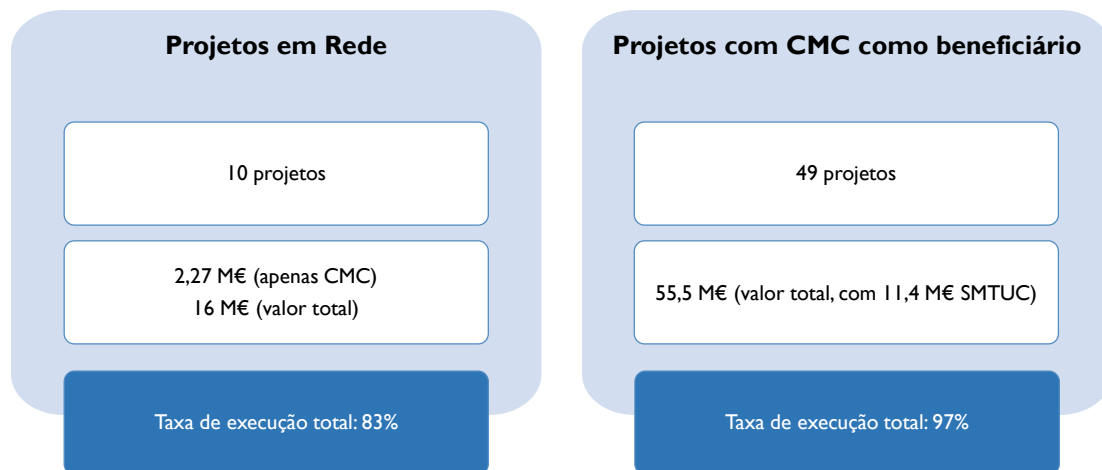 Projetos em Rede
10 projetos
2,27 M€ (apenas CMC)
16 M€ (valor total)
Taxa de execução total: 83%
Projetos com CMC como beneficiário
49 projetos
55,5 M€ (valor total, com 11,4 M€ SMTUC)
Taxa de execução total: 97%